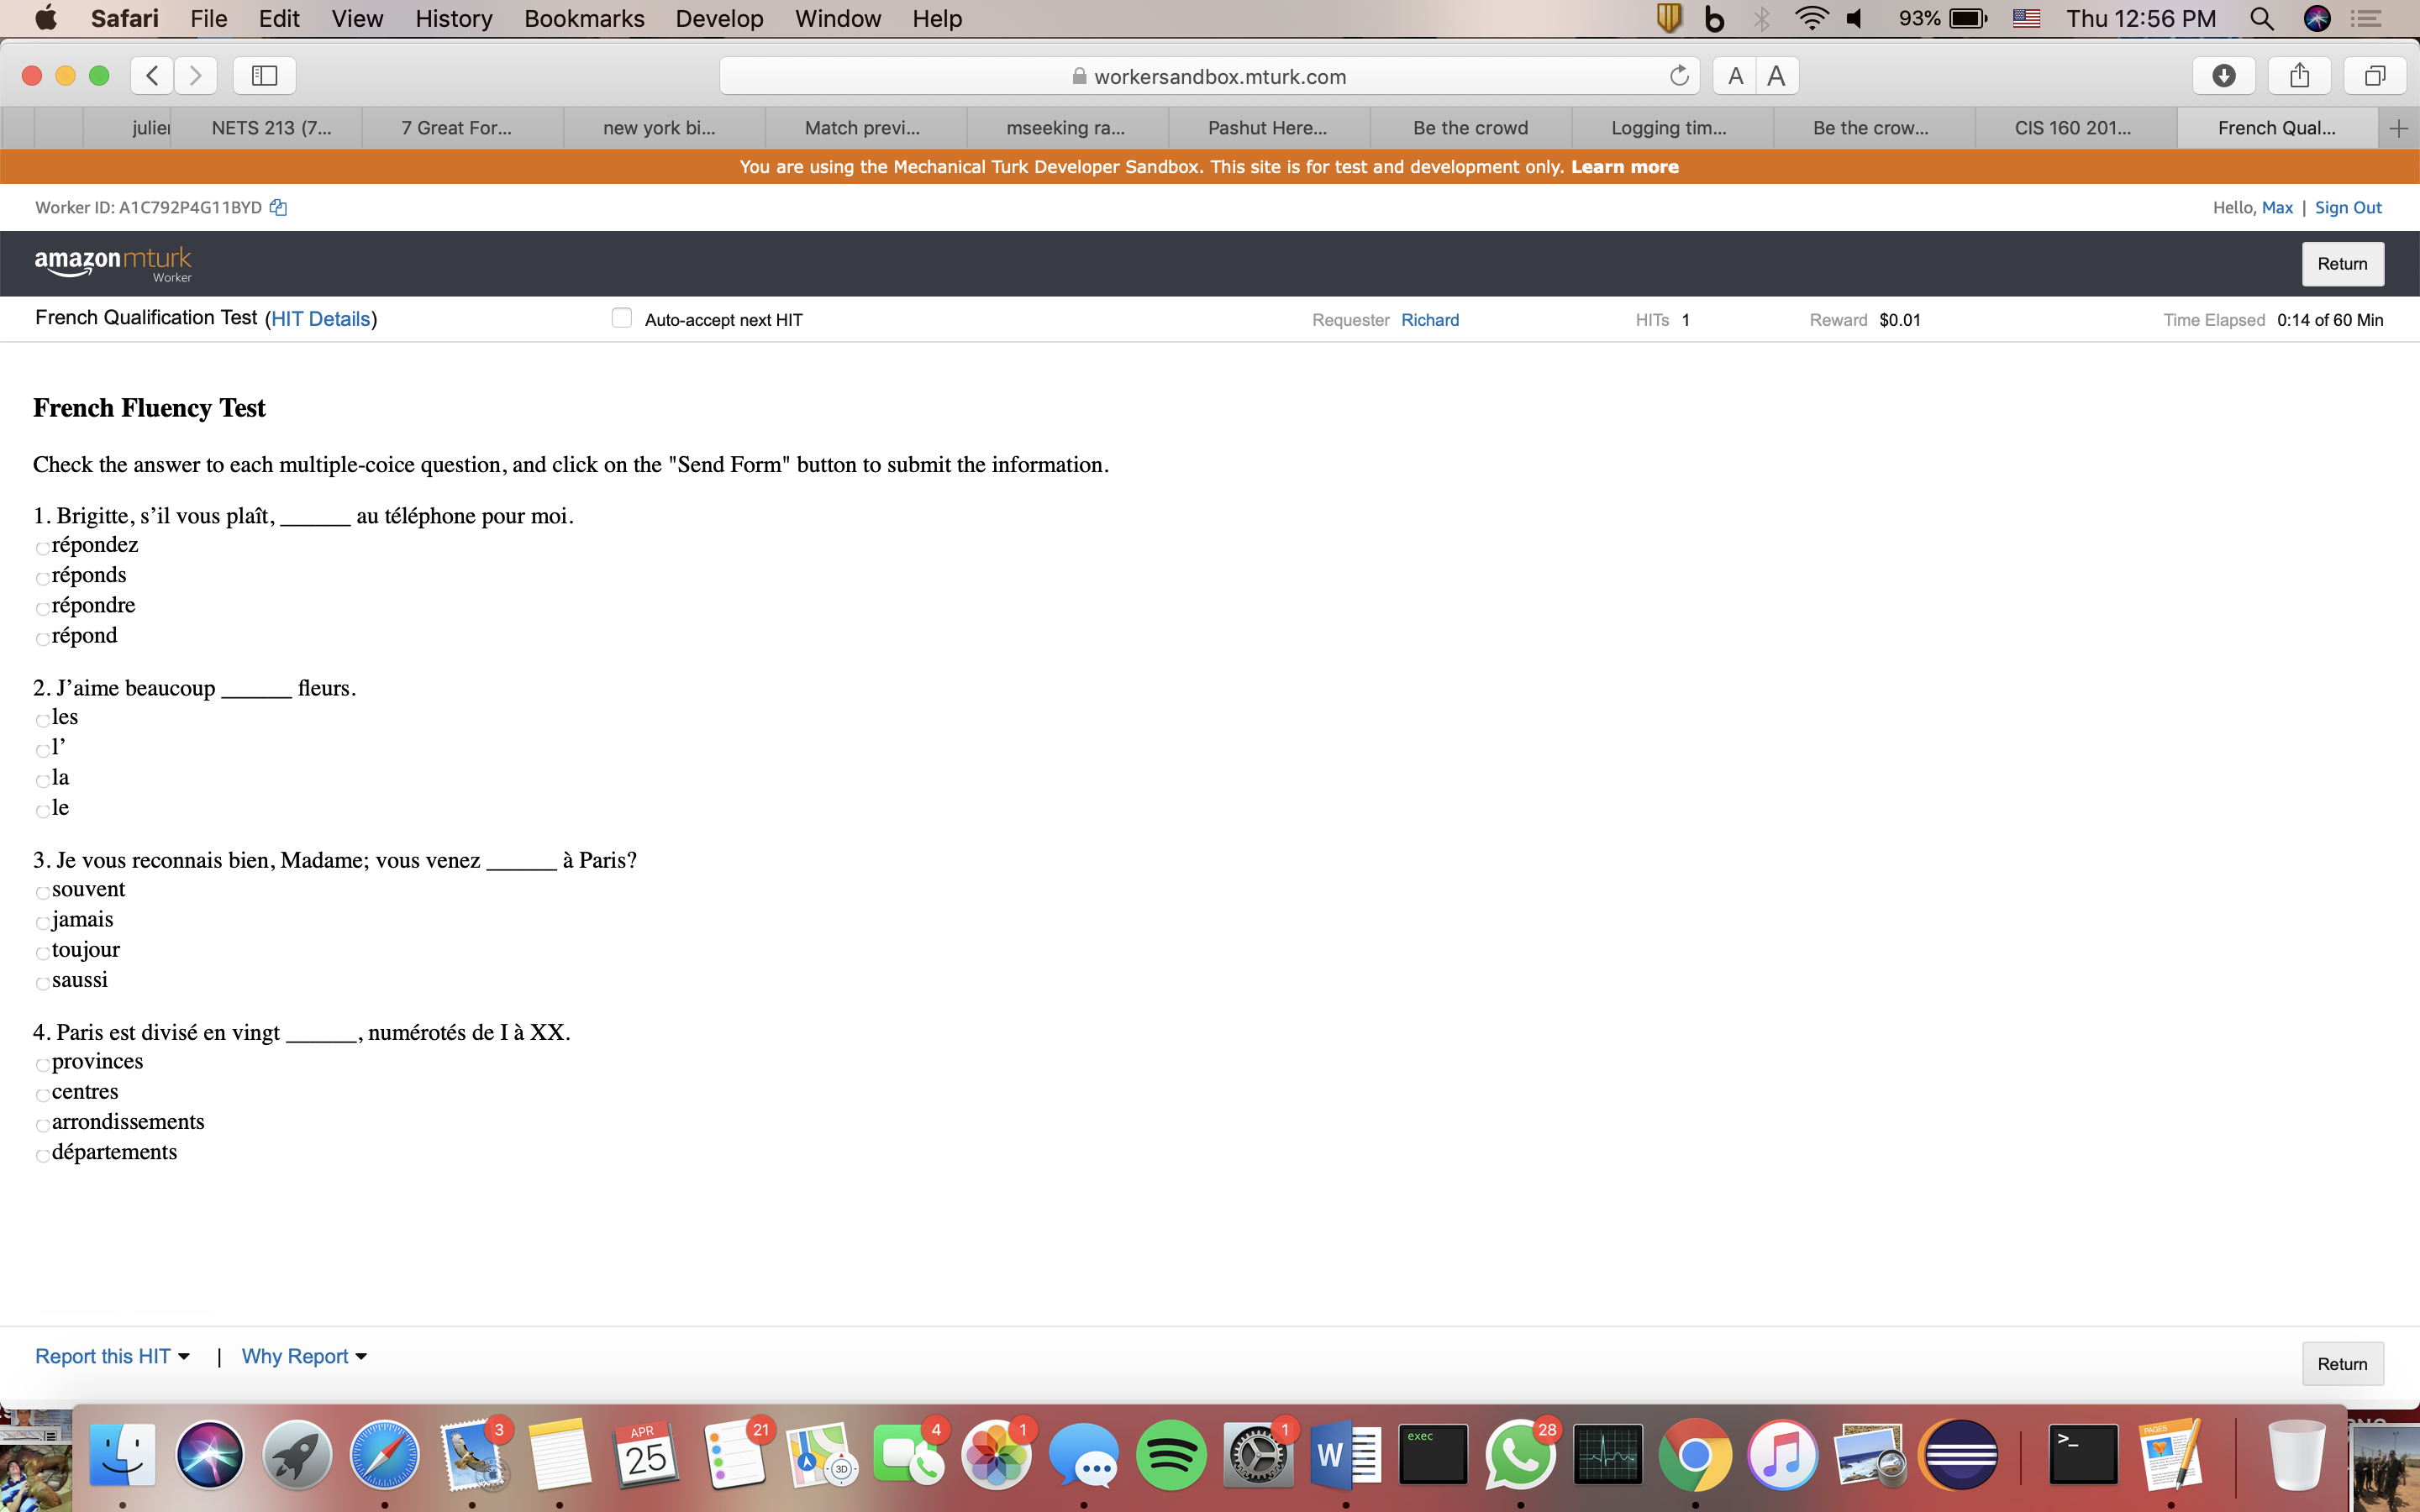 Safari File Edit View History Bookmarks Develop Window Help 93% Thu 12:56 PM
workersandbox.mturk.com A A
julie NETS 213 (7... 7 Great For... new york bi... Match previ... mseeking ra... Pashut Here... Be the crowd Logging tim... Be the crow... CIS 160 201... French Qual...
You are using the Mechanical Turk Developer Sandbox. This site is for test and development only. Learn more
Worker ID: A1C792P4G11BYD Hello, Max | Sign Out
amazonmturk
Worker
Return
French Qualification Test (HIT Details) Auto-accept next HIT Requester Richard HITs 1 Reward $0.01 Time Elapsed 0:14 of 60 Min
French Fluency Test
Check the answer to each multiple-coice question, and click on the "Send Form" button to submit the information.
1. Brigitte, s’il vous plaît, ______ au téléphone pour moi.
répondez
réponds
répondre
répond
2. J’aime beaucoup ______ fleurs.
les
l’
la
le
3. Je vous reconnais bien, Madame; vous venez ______ à Paris?
souvent
jamais
toujour
saussi
4. Paris est divisé en vingt ______, numérotés de I à XX.
provinces
centres
arrondissements
départements
Report this HIT | Why Report Return
3 APR 25 21 3D 4 1 1 W exec 28 >_ PAGES